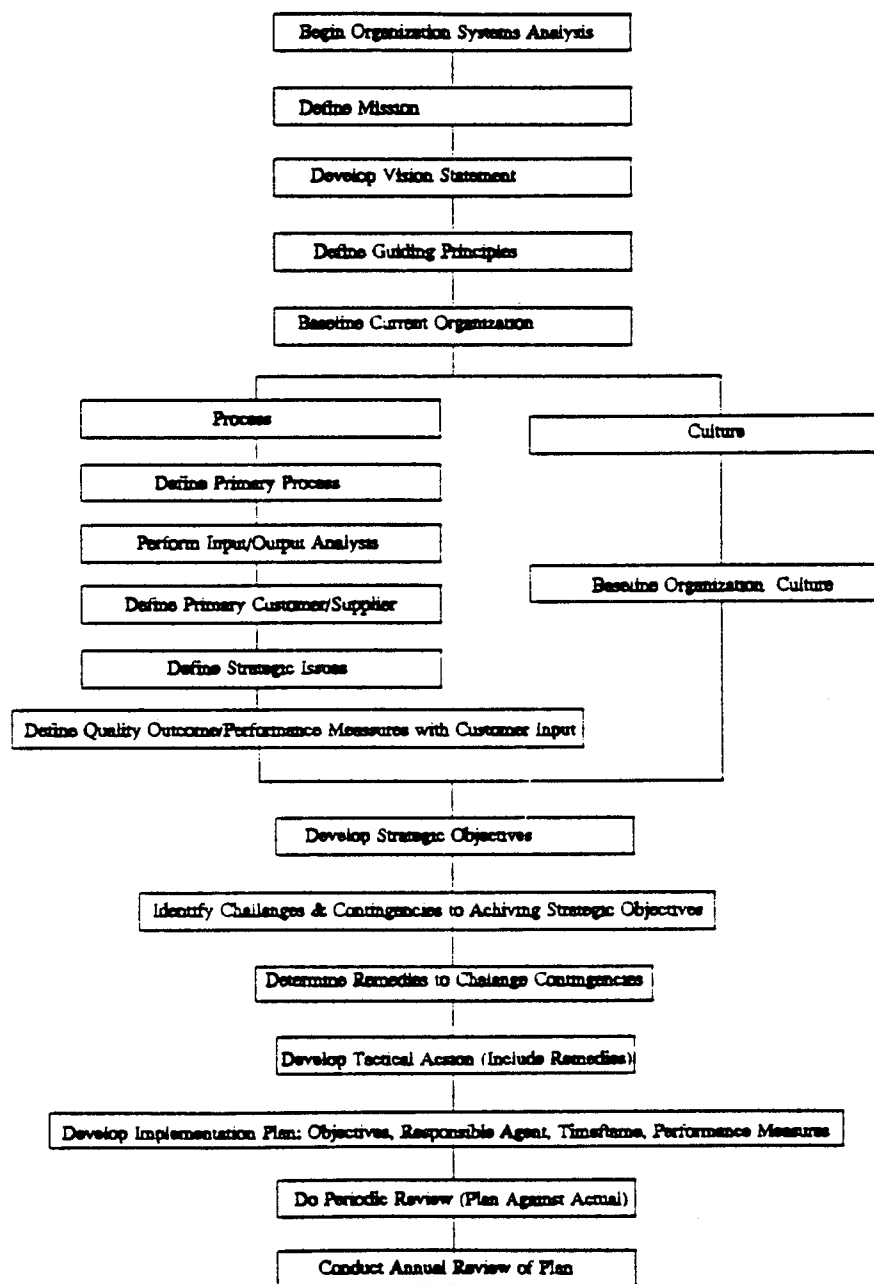 Begin Organization Systems Analysis
Define Mission
Develop Vision Statement
Define Guiding Principles
Baseline Current Organization
Process
Culture
Define Primary Process
Perform Input/Output Analysis
Baseline Organization Culture
Define Primary Customer/Supplier
Define Strategic Issues
Define Quality Outcome/Performance Measures with Customer Input
Develop Strategic Objectives
Identify Challanges & Contingencies to Achiving Strategic Objectives
Determine Remedies to Chalange Contingencies
Develop Tactical Action (Include Remedies)
Develop Implementation Plan: Objectives, Responsible Agent, Timeframe, Performance Measures
Do Periodic Review (Plan Against Actual)
Conduct Annual Review of Plan